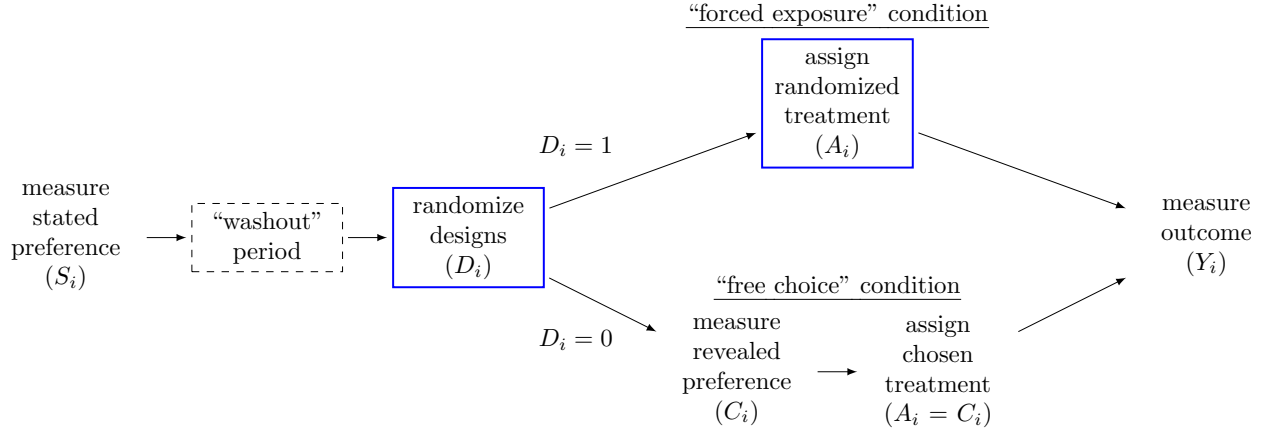 measure
stated
preference
(S_i)
“washout”
period
randomize
designs
(D_i)
D_i = 1
“forced exposure” condition
assign
randomized
treatment
(A_i)
D_i = 0
“free choice” condition
measure
revealed
preference
(C_i)
assign
chosen
treatment
(A_i = C_i)
measure
outcome
(Y_i)